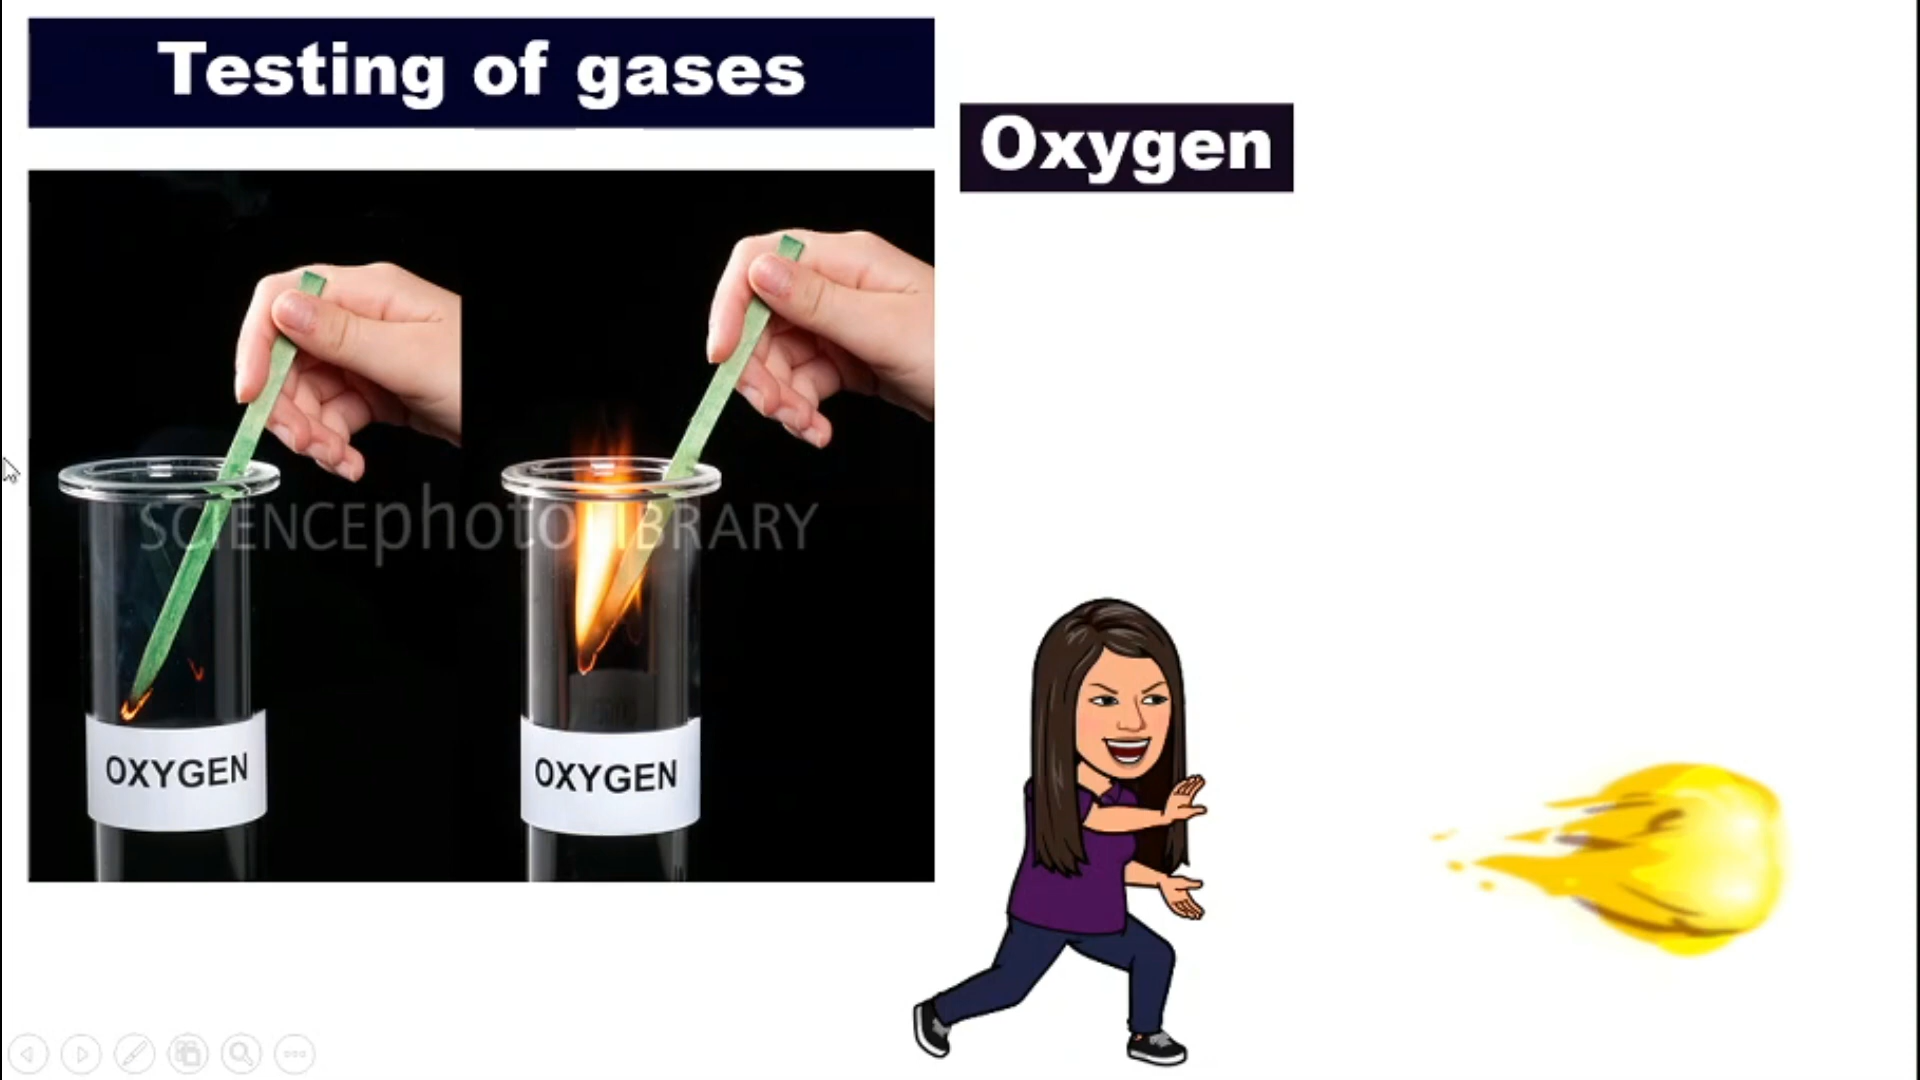 Testing of gases
Oxygen
SCIENCEphotoLIBRARY
OXYGEN
OXYGEN